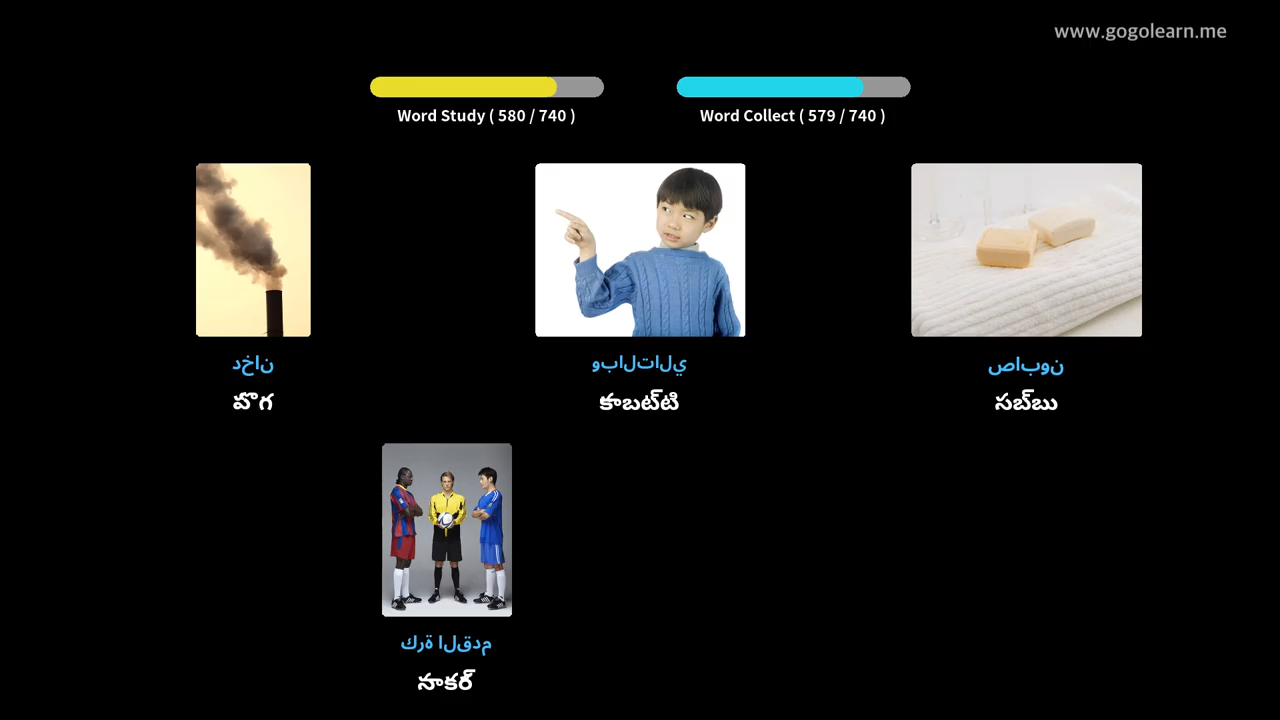 www.gogolearn.me
Word Study ( 580 / 740 )
Word Collect ( 579 / 740 )
دخان
وبالتالي
صابون
పొగ
కాబట్టి
సబ్బు
كرة القدم
సాకర్